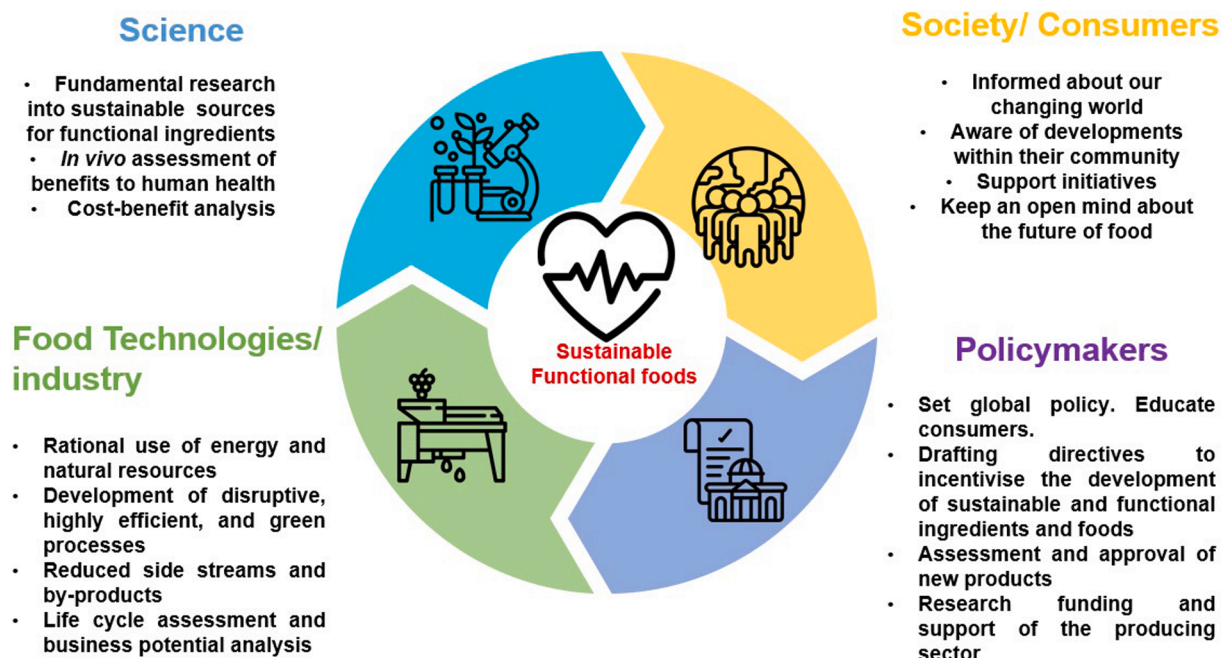 Science
• Fundamental research
into sustainable sources
for functional ingredients
• In vivo assessment of
benefits to human health
• Cost-benefit analysis
Society/ Consumers
• Informed about our
changing world
• Aware of developments
within their community
• Support initiatives
• Keep an open mind about
the future of food
Sustainable
Functional foods
Food Technologies/
industry
• Rational use of energy and
natural resources
• Development of disruptive,
highly efficient, and green
processes
• Reduced side streams and
by-products
• Life cycle assessment and
business potential analysis
Policymakers
• Set global policy. Educate
consumers.
• Drafting directives to
incentivise the development
of sustainable and functional
ingredients and foods
• Assessment and approval of
new products
• Research funding and
support of the producing
sector